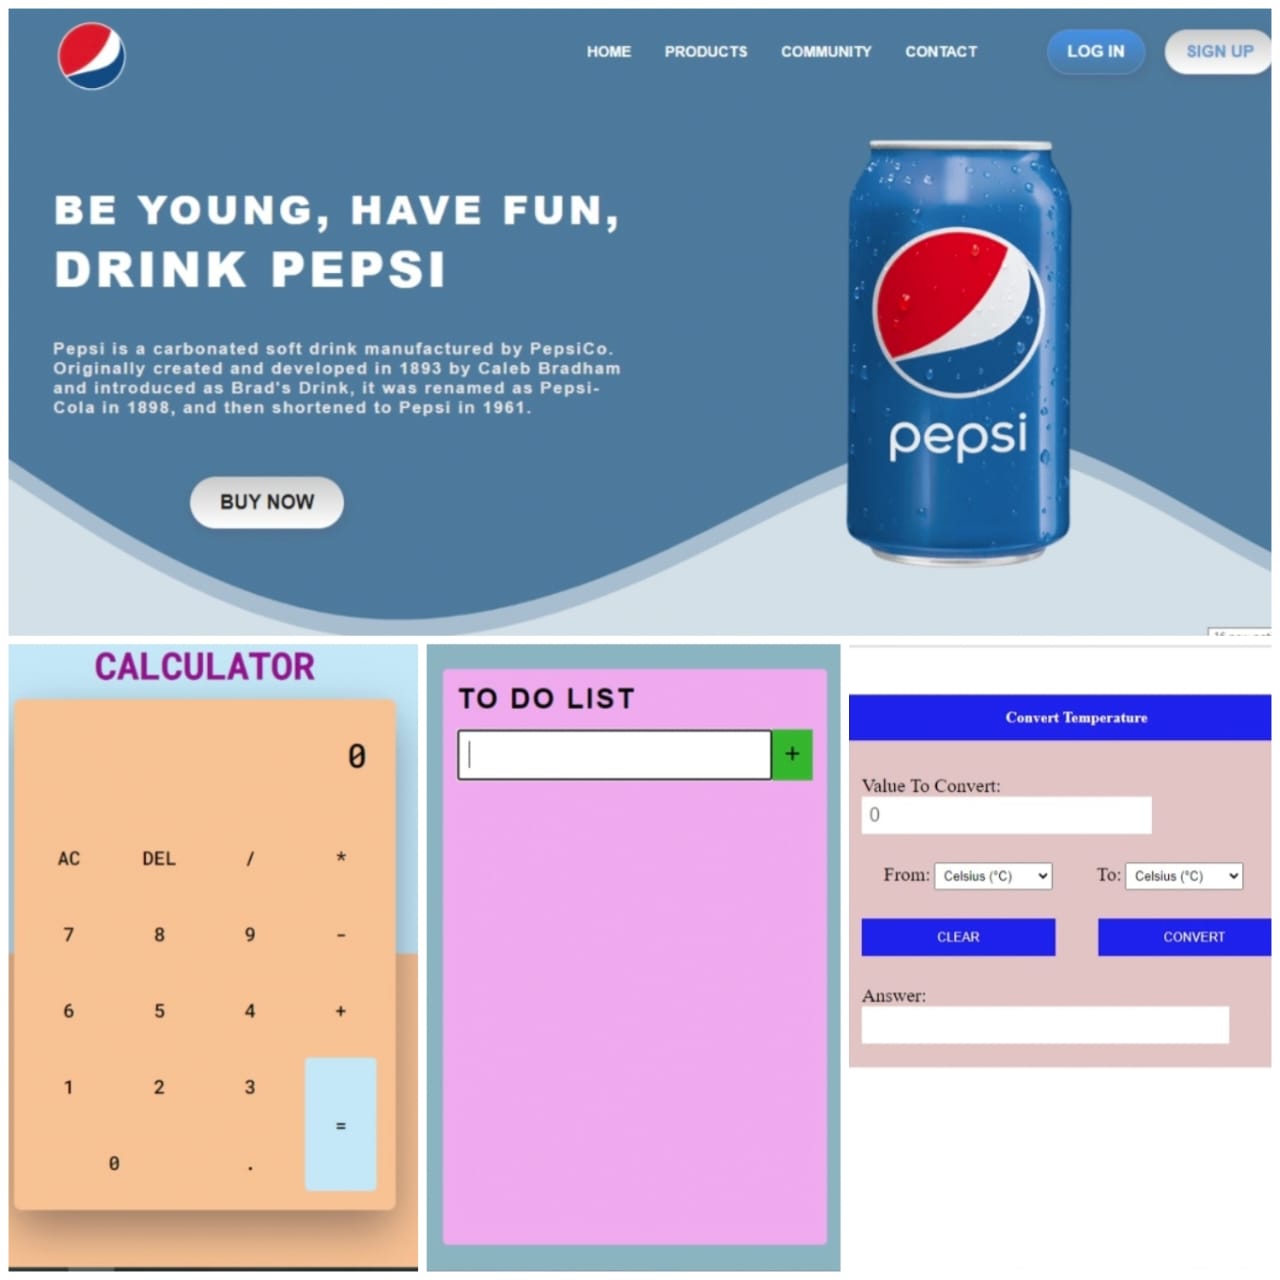 HOME PRODUCTS COMMUNITY CONTACT LOG IN SIGN UP
BE YOUNG, HAVE FUN,
DRINK PEPSI
Pepsi is a carbonated soft drink manufactured by PepsiCo.
Originally created and developed in 1893 by Caleb Bradham
and introduced as Brad's Drink, it was renamed as Pepsi-
Cola in 1898, and then shortened to Pepsi in 1961.
BUY NOW
pepsi
CALCULATOR
0
AC DEL / *
7 8 9 -
6 5 4 +
1 2 3
=
0 .
TO DO LIST
+
Convert Temperature
Value To Convert:
0
From: Celsius (°C) To: Celsius (°C)
CLEAR CONVERT
Answer: